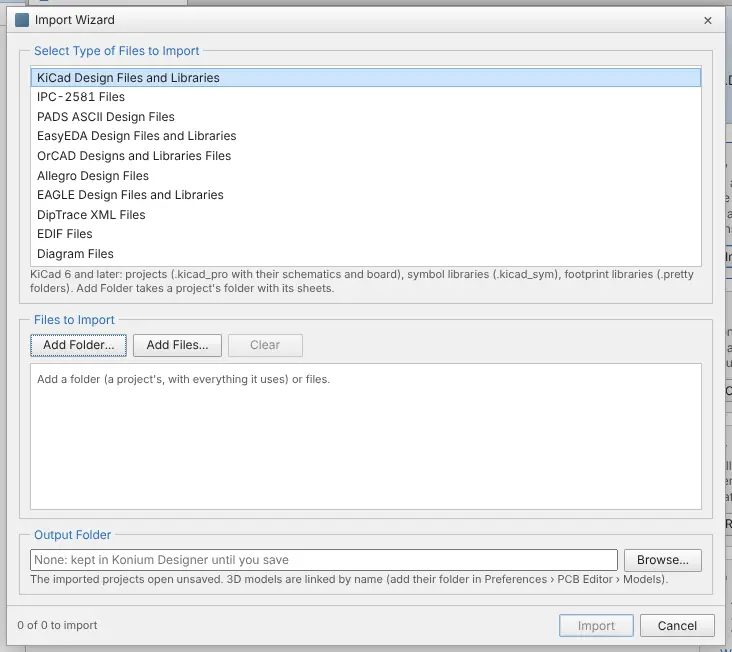 Import Wizard
Select Type of Files to Import
KiCad Design Files and Libraries
IPC-2581 Files
PADS ASCII Design Files
EasyEDA Design Files and Libraries
OrCAD Designs and Libraries Files
Allegro Design Files
EAGLE Design Files and Libraries
DipTrace XML Files
EDIF Files
Diagram Files
KiCad 6 and later: projects (.kicad_pro with their schematics and board), symbol libraries (.kicad_sym), footprint libraries (.pretty
folders). Add Folder takes a project's folder with its sheets.
Files to Import
Add Folder... Add Files... Clear
Add a folder (a project's, with everything it uses) or files.
Output Folder
None: kept in Konium Designer until you save Browse...
The imported projects open unsaved. 3D models are linked by name (add their folder in Preferences › PCB Editor › Models).
0 of 0 to import Import Cancel